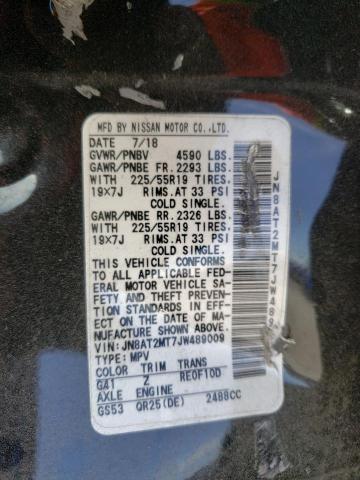 MFD BY NISSAN MOTOR CO.,LTD.
DATE 7/18
GVWR/PNBV 4590 LBS.
GAWR/PNBE FR. 2293 LBS.
WITH 225/55R19 TIRES,
19X7J RIMS,AT 33 PSI
COLD SINGLE.
GAWR/PNBE RR. 2326 LBS.
WITH 225/55R19 TIRES
19X7J RIMS.AT 33 PSI
COLD SINGLE.
THIS VEHICLE CONFORMS
TO ALL APPLICABLE FED-
ERAL MOTOR VEHICLE SA-
FETY AND THEFT PREVENTION
STANDARDS IN EFF-
ECT ON THE DATE OF MA-
NUFACTURE SHOWN ABOVE.
VIN:JN8AT2MT7JW489009
TYPE: MPV
COLOR TRIM TRANS
G41 Z RE0F10D
AXLE ENGINE
GS53 QR25(DE) 2488CC
JN8AT2MT7JW489